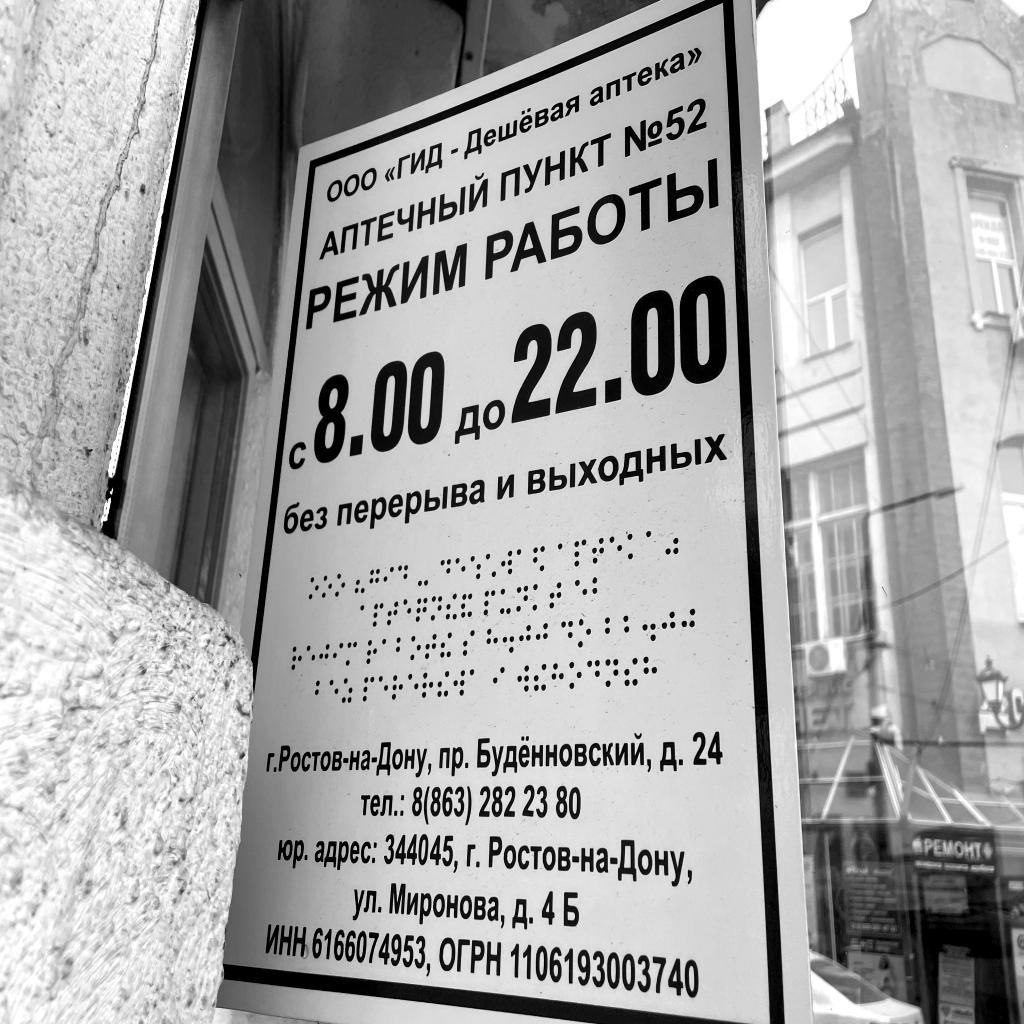 ООО «ГИД - Дешёвая аптека»
АПТЕЧНЫЙ ПУНКТ №52
РЕЖИМ РАБОТЫ
с 8.00 до 22.00
без перерыва и выходных
г.Ростов-на-Дону, пр. Будённовский, д. 24
тел.: 8(863) 282 23 80
юр. адрес: 344045, г. Ростов-на-Дону,
ул. Миронова, д. 4 Б
ИНН 6166074953, ОГРН 1106193003740
РЕМОНТ